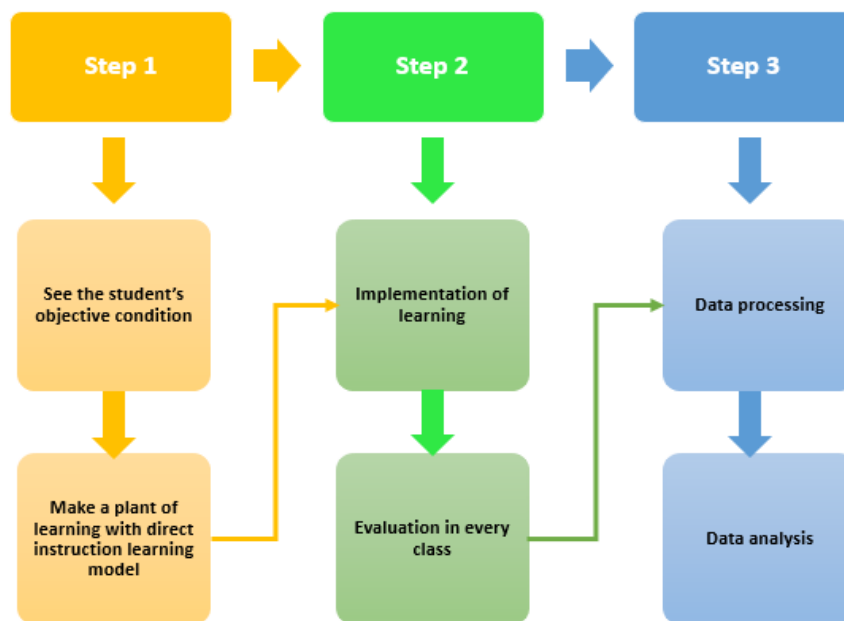 Step 1
Step 2
Step 3
See the student's
objective condition
Implementation of
learning
Data processing
Make a plant of
learning with direct
instruction learning
model
Evaluation in every
class
Data analysis